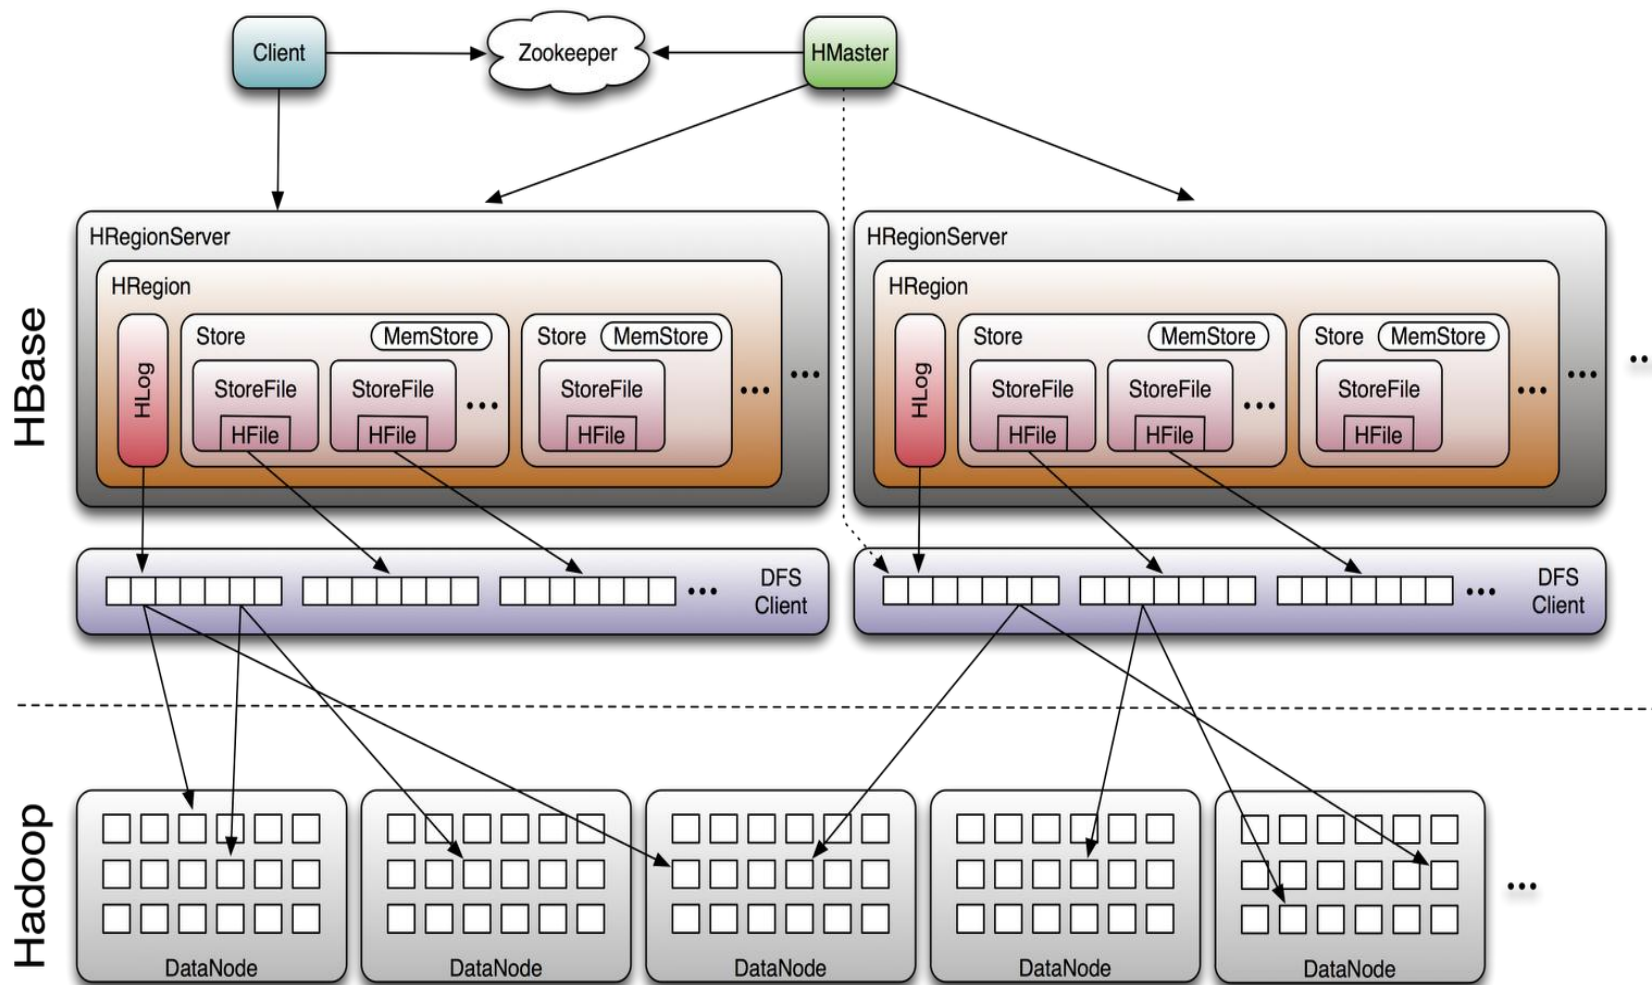 Client
Zookeeper
HMaster
HBase
HRegionServer
HRegion
HLog
Store
MemStore
StoreFile
HFile
StoreFile
HFile
...
Store
MemStore
StoreFile
HFile
...
...
HRegionServer
HRegion
HLog
Store
MemStore
StoreFile
HFile
StoreFile
HFile
...
Store
MemStore
StoreFile
HFile
...
...
..
...
DFS
Client
...
DFS
Client
Hadoop
DataNode
DataNode
DataNode
DataNode
DataNode
...